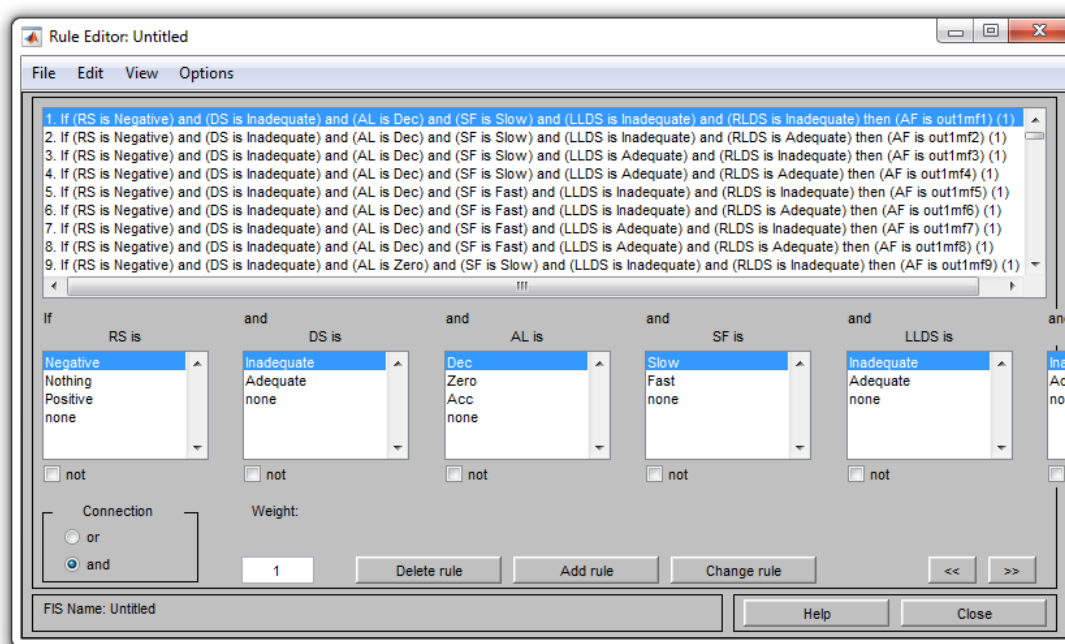 Rule Editor: Untitled
File Edit View Options
1. If (RS is Negative) and (DS is Inadequate) and (AL is Dec) and (SF is Slow) and (LLDS is Inadequate) and (RLDS is Inadequate) then (AF is out1mf1) (1)
2. If (RS is Negative) and (DS is Inadequate) and (AL is Dec) and (SF is Slow) and (LLDS is Inadequate) and (RLDS is Adequate) then (AF is out1mf2) (1)
3. If (RS is Negative) and (DS is Inadequate) and (AL is Dec) and (SF is Slow) and (LLDS is Adequate) and (RLDS is Inadequate) then (AF is out1mf3) (1)
4. If (RS is Negative) and (DS is Inadequate) and (AL is Dec) and (SF is Slow) and (LLDS is Adequate) and (RLDS is Adequate) then (AF is out1mf4) (1)
5. If (RS is Negative) and (DS is Inadequate) and (AL is Dec) and (SF is Fast) and (LLDS is Inadequate) and (RLDS is Inadequate) then (AF is out1mf5) (1)
6. If (RS is Negative) and (DS is Inadequate) and (AL is Dec) and (SF is Fast) and (LLDS is Inadequate) and (RLDS is Adequate) then (AF is out1mf6) (1)
7. If (RS is Negative) and (DS is Inadequate) and (AL is Dec) and (SF is Fast) and (LLDS is Adequate) and (RLDS is Inadequate) then (AF is out1mf7) (1)
8. If (RS is Negative) and (DS is Inadequate) and (AL is Dec) and (SF is Fast) and (LLDS is Adequate) and (RLDS is Adequate) then (AF is out1mf8) (1)
9. If (RS is Negative) and (DS is Inadequate) and (AL is Zero) and (SF is Slow) and (LLDS is Inadequate) and (RLDS is Inadequate) then (AF is out1mf9) (1)
If and and and and
RS is DS is AL is SF is LLDS is
Negative Inadequate Dec Slow Inadequate
Nothing Adequate Zero Fast Adequate
Positive none Acc none none
none none
not not not not not
Connection Weight:
or
and 1 Delete rule Add rule Change rule << >>
FIS Name: Untitled Help Close